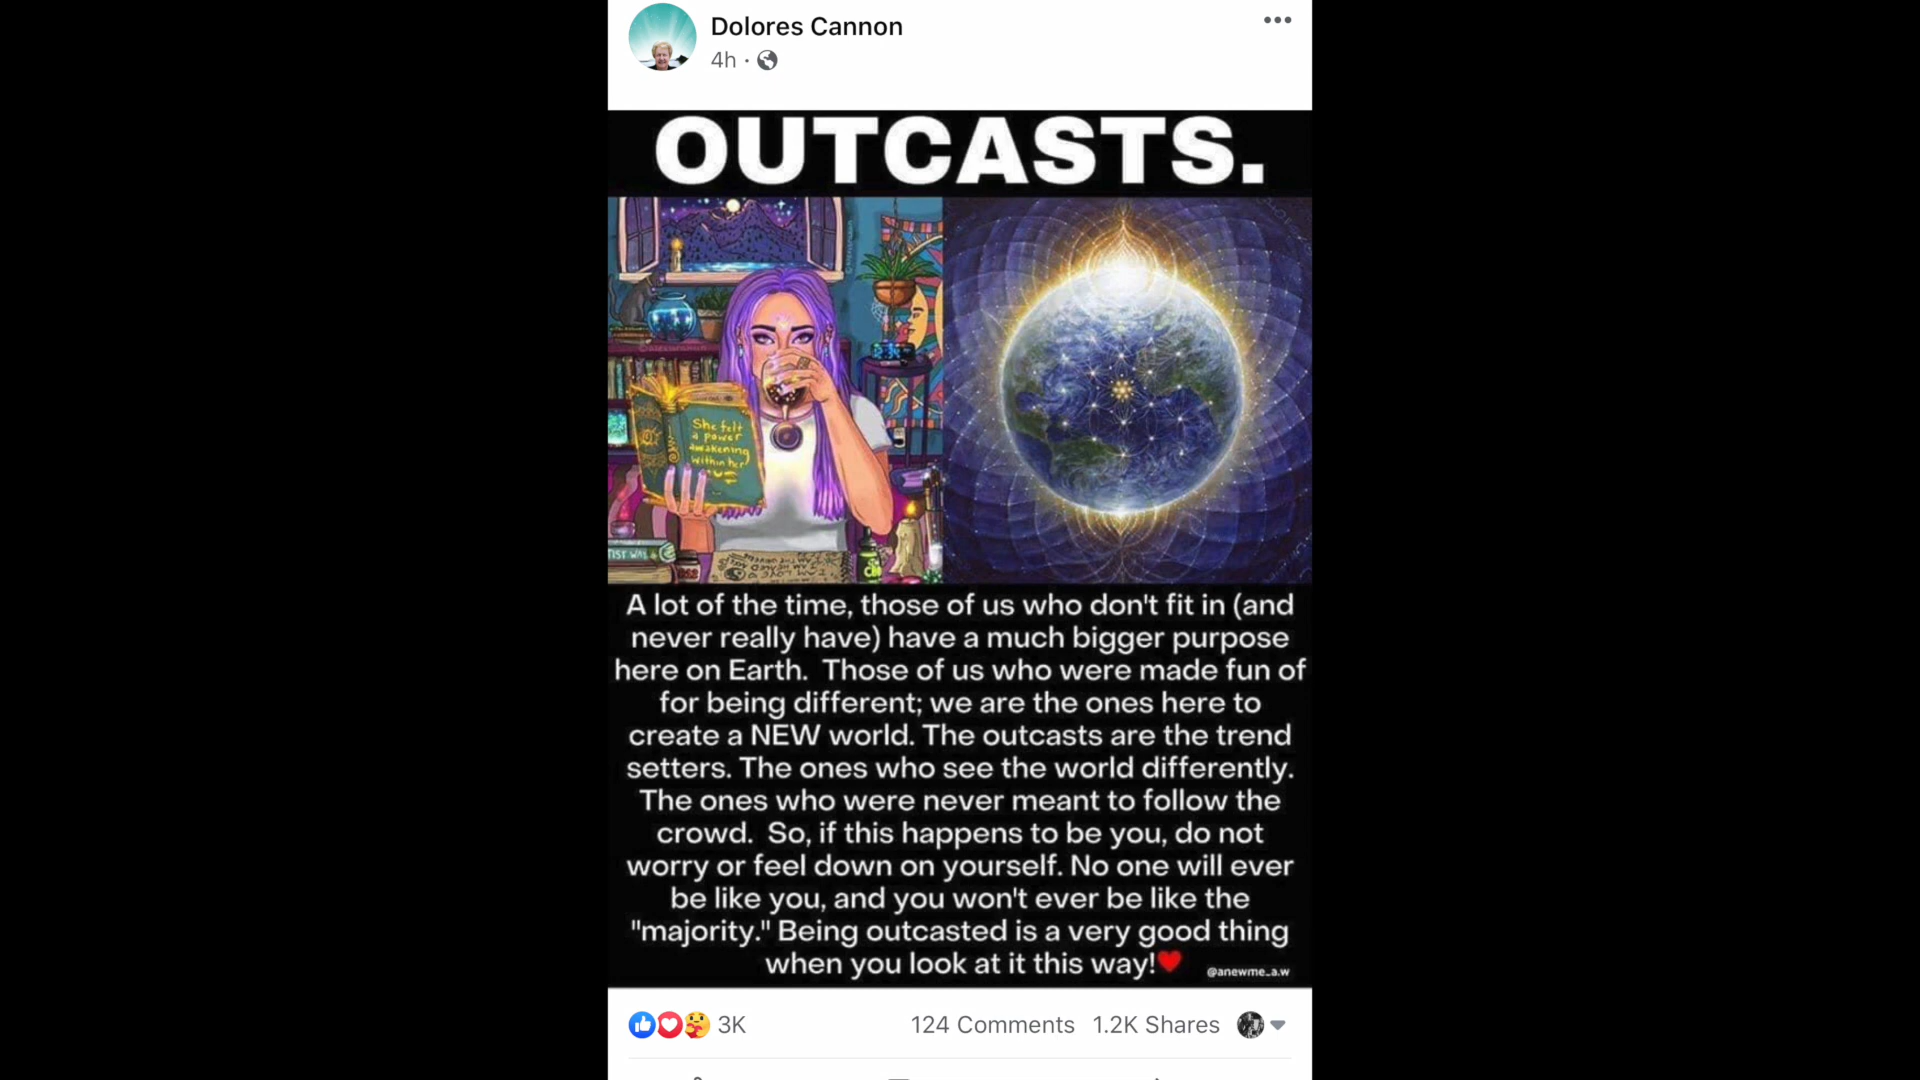 Dolores Cannon
4h ·
OUTCASTS.
She felt
a power
awakening
within her
TIST WAY
A lot of the time, those of us who don't fit in (and
never really have) have a much bigger purpose
here on Earth.  Those of us who were made fun of
for being different; we are the ones here to
create a NEW world. The outcasts are the trend
setters. The ones who see the world differently.
The ones who were never meant to follow the
crowd.  So, if this happens to be you, do not
worry or feel down on yourself. No one will ever
be like you, and you won't ever be like the
"majority." Being outcasted is a very good thing
when you look at it this way!❤
@anewme_a.w
3K
124 Comments 1.2K Shares